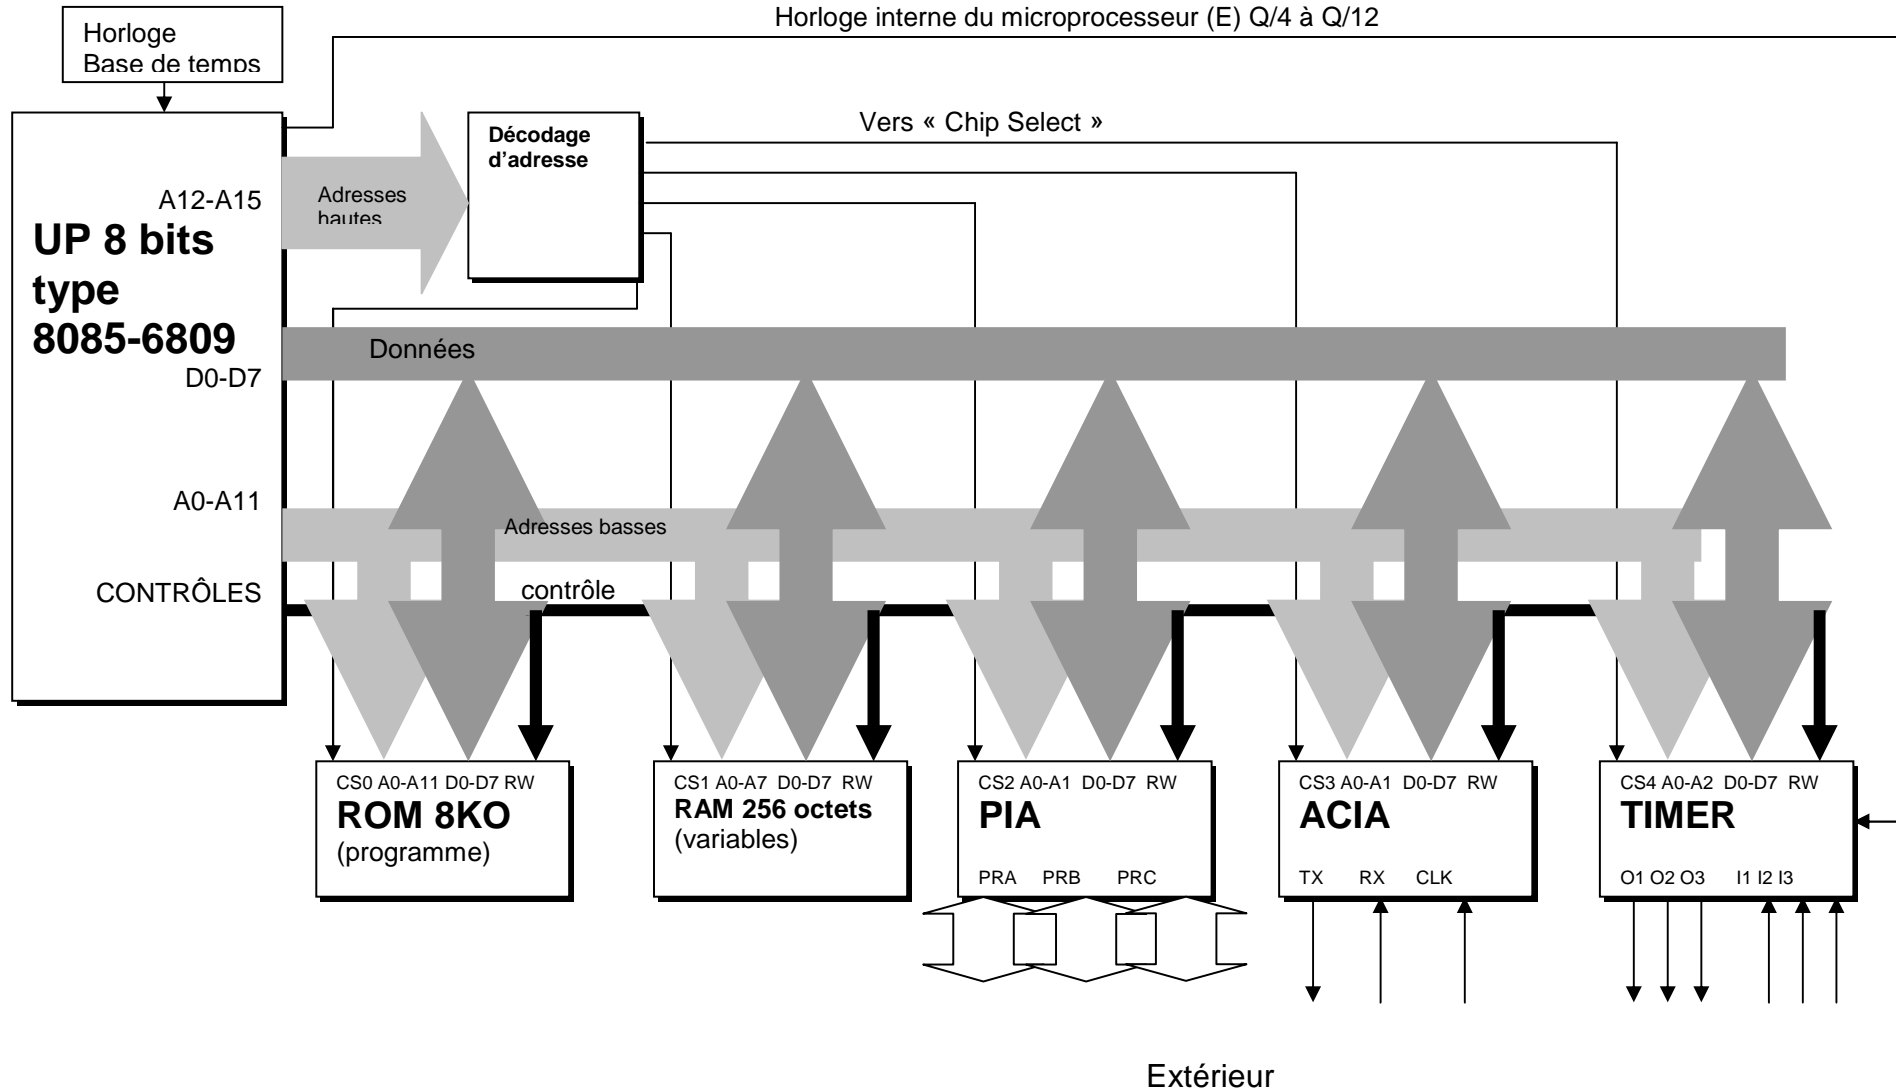 Horloge interne du microprocesseur (E) Q/4 à Q/12
Horloge
Base de temps
Vers « Chip Select »
Décodage
d'adresse
A12-A15
Adresses
hautes
UP 8 bits
type
8085-6809
Données
D0-D7
A0-A11
Adresses basses
CONTRÔLES
contrôle
CS0 A0-A11 D0-D7 RW
ROM 8KO
(programme)
CS1 A0-A7 D0-D7 RW
RAM 256 octets
(variables)
CS2 A0-A1 D0-D7 RW
PIA
PRA PRB PRC
CS3 A0-A1 D0-D7 RW
ACIA
TX RX CLK
CS4 A0-A2 D0-D7 RW
TIMER
O1 O2 O3 I1 I2 I3
Extérieur